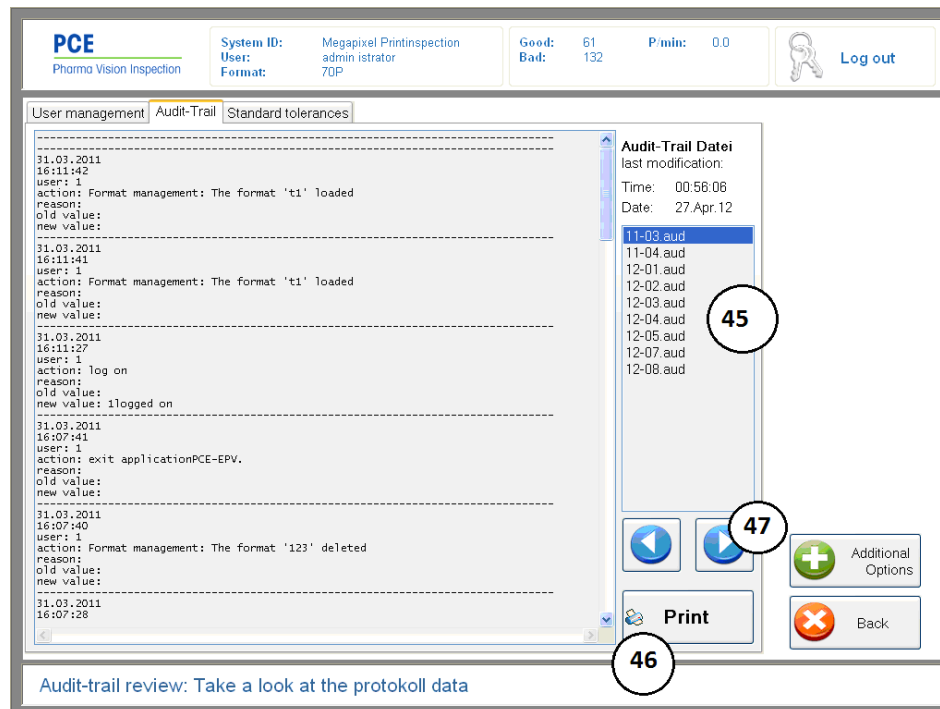 PCE
Pharma Vision Inspection
System ID: Megapixel Printinspection
User: admin istrator
Format: 70P
Good: 61 P/min: 0.0
Bad: 132
Log out
User management Audit-Trail Standard tolerances
--------------------------------------------------------------------------------
--------------------------------------------------------------------------------
31.03.2011
16:11:42
user: 1
action: Format management: The format 't1' loaded
reason:
old value:
new value:
--------------------------------------------------------------------------------
31.03.2011
16:11:41
user: 1
action: Format management: The format 't1' loaded
reason:
old value:
new value:
--------------------------------------------------------------------------------
31.03.2011
16:11:27
user: 1
action: log on
reason:
old value:
new value: 1logged on
--------------------------------------------------------------------------------
31.03.2011
16:07:41
user: 1
action: exit applicationPCE-EPV.
reason:
old value:
new value:
--------------------------------------------------------------------------------
31.03.2011
16:07:40
user: 1
action: Format management: The format '123' deleted
reason:
old value:
new value:
--------------------------------------------------------------------------------
31.03.2011
16:07:28
Audit-Trail Datei
last modification:
Time: 00:56:06
Date: 27.Apr.12
11-03.aud
11-04.aud
12-01.aud
12-02.aud
12-03.aud
12-04.aud
12-05.aud
12-07.aud
12-08.aud
45
47
Print
46
Additional
Options
Back
Audit-trail review: Take a look at the protokoll data